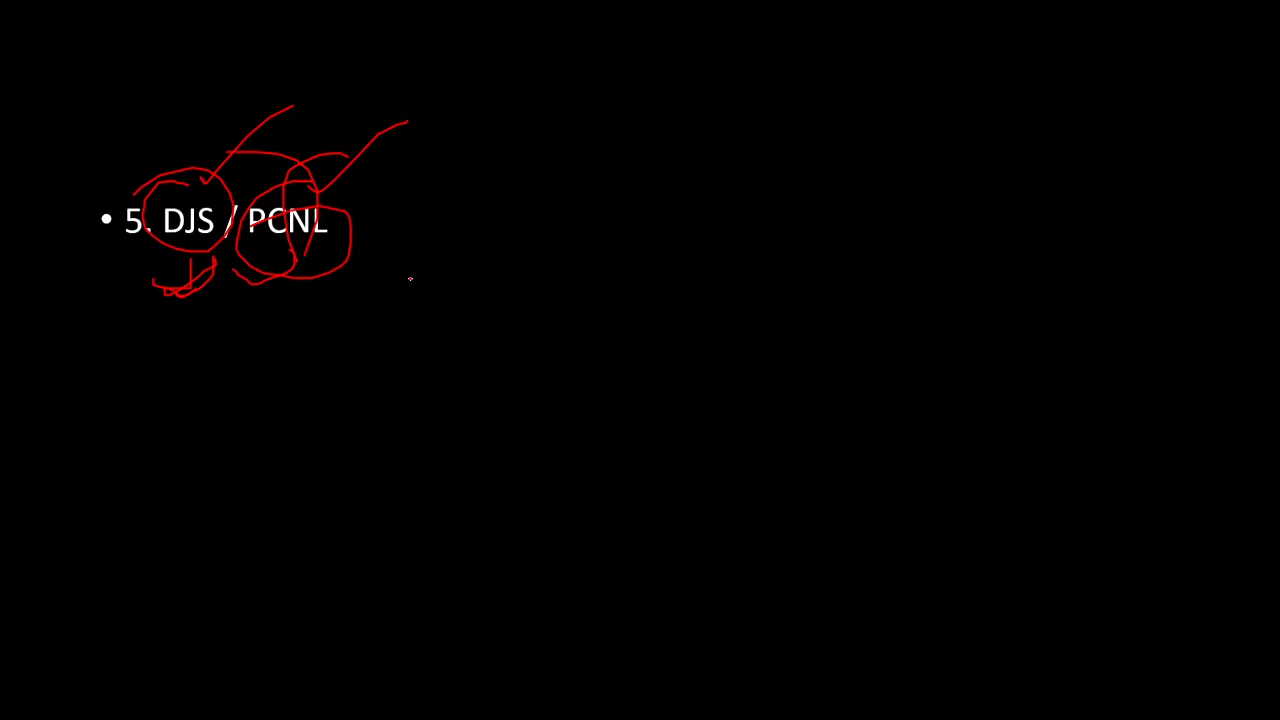 • 5. DJS / PCNL